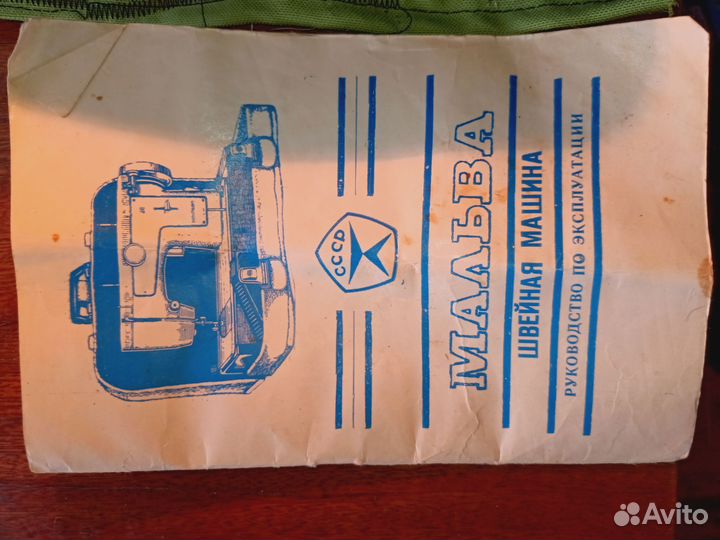 СССР
МАЛЬВА
ШВЕЙНАЯ МАШИНА
РУКОВОДСТВО ПО ЭКСПЛУАТАЦИИ
Avito